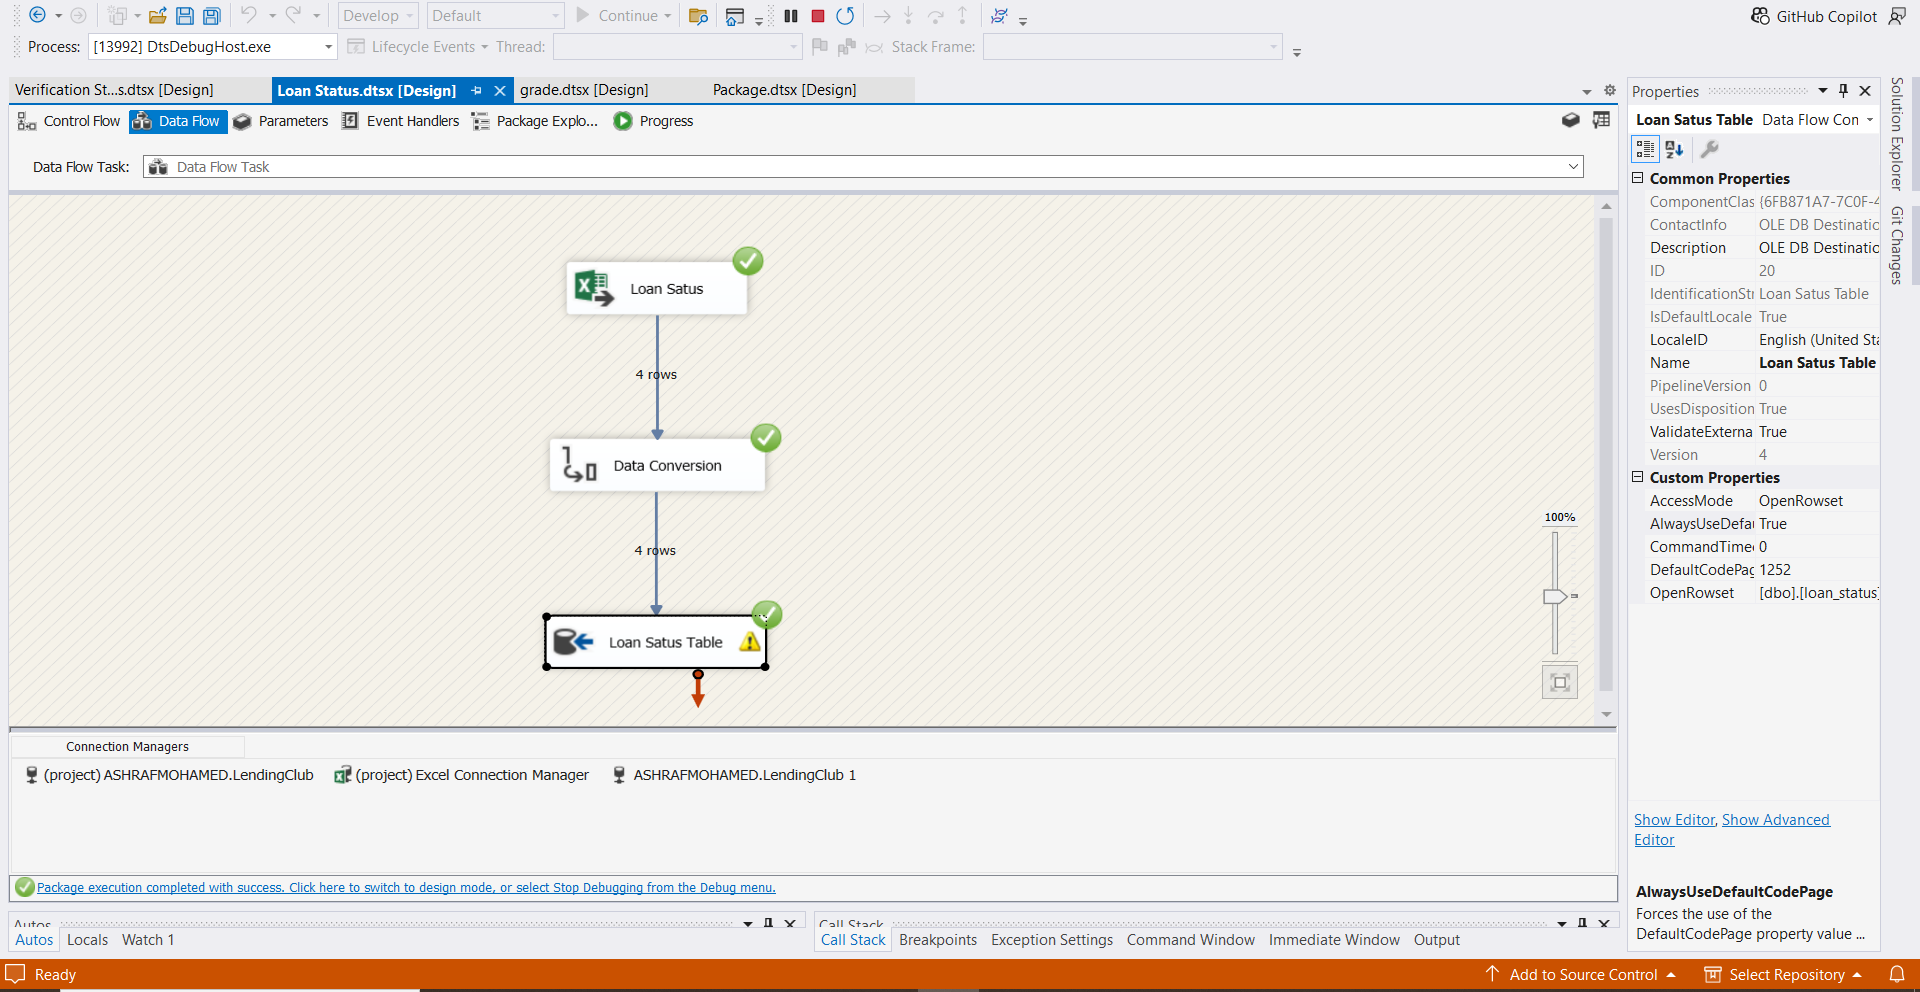 Develop
Default
Continue
GitHub Copilot
Process:
[13992] DtsDebugHost.exe
Lifecycle Events
Thread:
Stack Frame:
Verification St...s.dtsx [Design]
Loan Status.dtsx [Design]
grade.dtsx [Design]
Package.dtsx [Design]
Control Flow
Data Flow
Parameters
Event Handlers
Package Explo...
Progress
Data Flow Task:
Data Flow Task
Loan Satus
4 rows
Data Conversion
4 rows
Loan Satus Table
100%
Connection Managers
(project) ASHRAFMOHAMED.LendingClub
(project) Excel Connection Manager
ASHRAFMOHAMED.LendingClub 1
Package execution completed with success. Click here to switch to design mode, or select Stop Debugging from the Debug menu.
Autos
Call Stack
Autos
Locals
Watch 1
Call Stack
Breakpoints
Exception Settings
Command Window
Immediate Window
Output
Properties
Loan Satus Table Data Flow Con
Common Properties
ComponentClas {6FB871A7-7C0F-4
ContactInfo OLE DB Destinatio
Description OLE DB Destinatio
ID 20
IdentificationStr Loan Satus Table
IsDefaultLocale True
LocaleID English (United Sta
Name Loan Satus Table
PipelineVersion 0
UsesDisposition True
ValidateExterna True
Version 4
Custom Properties
AccessMode OpenRowset
AlwaysUseDefau True
CommandTimeo 0
DefaultCodePag 1252
OpenRowset [dbo].[loan_status]
Show Editor, Show Advanced
Editor
AlwaysUseDefaultCodePage
Forces the use of the
DefaultCodePage property value ...
Solution Explorer
Git Changes
Ready
Add to Source Control
Select Repository